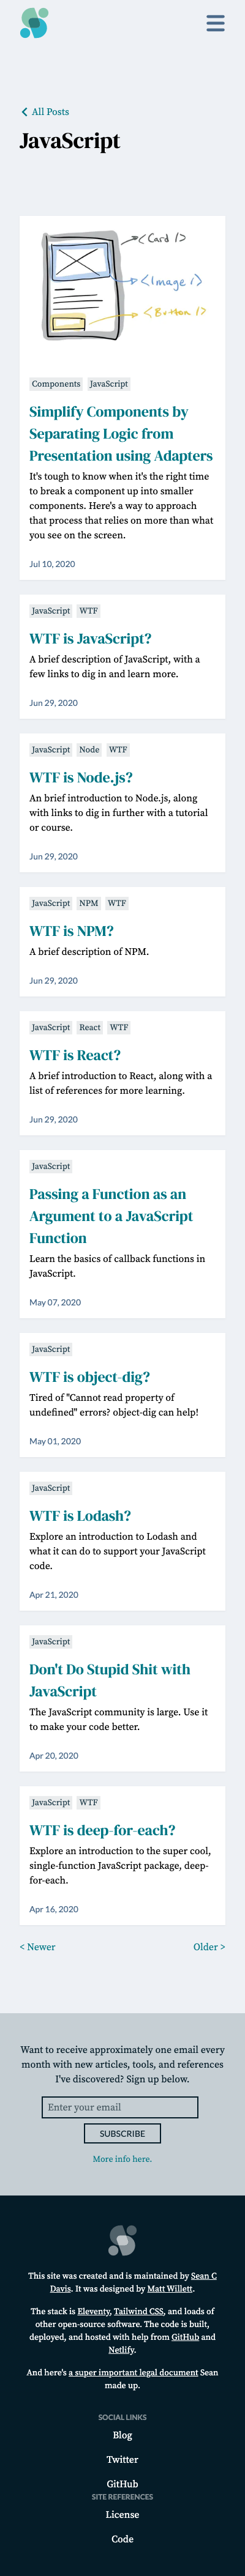 All Posts
JavaScript
<Card />
<Image />
<Button />
Components JavaScript
Simplify Components by
Separating Logic from
Presentation using Adapters
It's tough to know when it's the right time
to break a component up into smaller
components. Here's a way to approach
that process that relies on more than what
you see on the screen.
Jul 10, 2020
JavaScript WTF
WTF is JavaScript?
A brief description of JavaScript, with a
few links to dig in and learn more.
Jun 29, 2020
JavaScript Node WTF
WTF is Node.js?
An brief introduction to Node.js, along
with links to dig in further with a tutorial
or course.
Jun 29, 2020
JavaScript NPM WTF
WTF is NPM?
A brief description of NPM.
Jun 29, 2020
JavaScript React WTF
WTF is React?
A brief introduction to React, along with a
list of references for more learning.
Jun 29, 2020
JavaScript
Passing a Function as an
Argument to a JavaScript
Function
Learn the basics of callback functions in
JavaScript.
May 07, 2020
JavaScript
WTF is object-dig?
Tired of "Cannot read property of
undefined" errors? object-dig can help!
May 01, 2020
JavaScript
WTF is Lodash?
Explore an introduction to Lodash and
what it can do to support your JavaScript
code.
Apr 21, 2020
JavaScript
Don't Do Stupid Shit with
JavaScript
The JavaScript community is large. Use it
to make your code better.
Apr 20, 2020
JavaScript WTF
WTF is deep-for-each?
Explore an introduction to the super cool,
single-function JavaScript package, deep-
for-each.
Apr 16, 2020
< Newer Older >
Want to receive approximately one email every
month with new articles, tools, and references
I've discovered? Sign up below.
Enter your email
SUBSCRIBE
More info here.
This site was created and is maintained by Sean C
Davis. It was designed by Matt Willett.
The stack is Eleventy, Tailwind CSS, and loads of
other open-source software. The code is built,
deployed, and hosted with help from GitHub and
Netlify.
And here's a super important legal document Sean
made up.
SOCIAL LINKS
Blog
Twitter
GitHub
SITE REFERENCES
License
Code